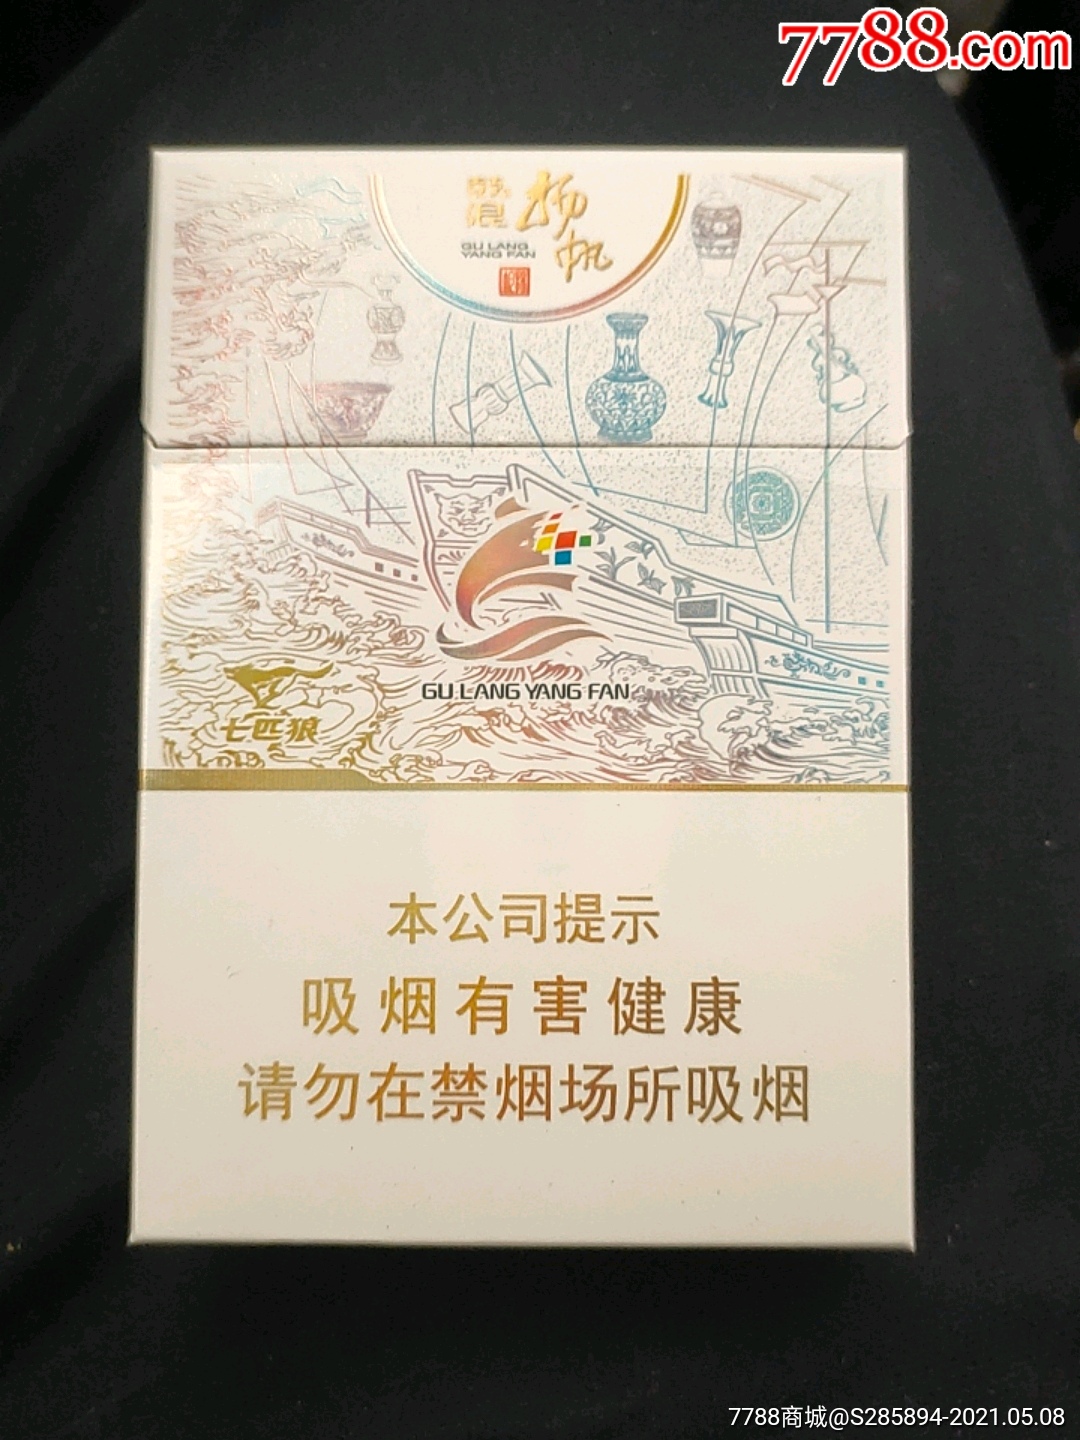 7788.com
鼓浪
扬帆
GU LANG
YANG FAN
GU LANG YANG FAN
七匹狼
本公司提示
吸烟有害健康
请勿在禁烟场所吸烟
7788商城@S285894-2021.05.08